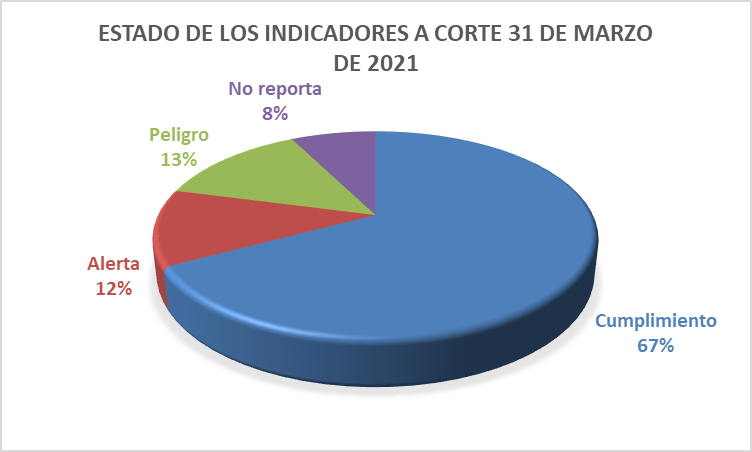 ESTADO DE LOS INDICADORES A CORTE 31 DE MARZO
DE 2021
No reporta
8%
Peligro
13%
Alerta
12%
Cumplimiento
67%